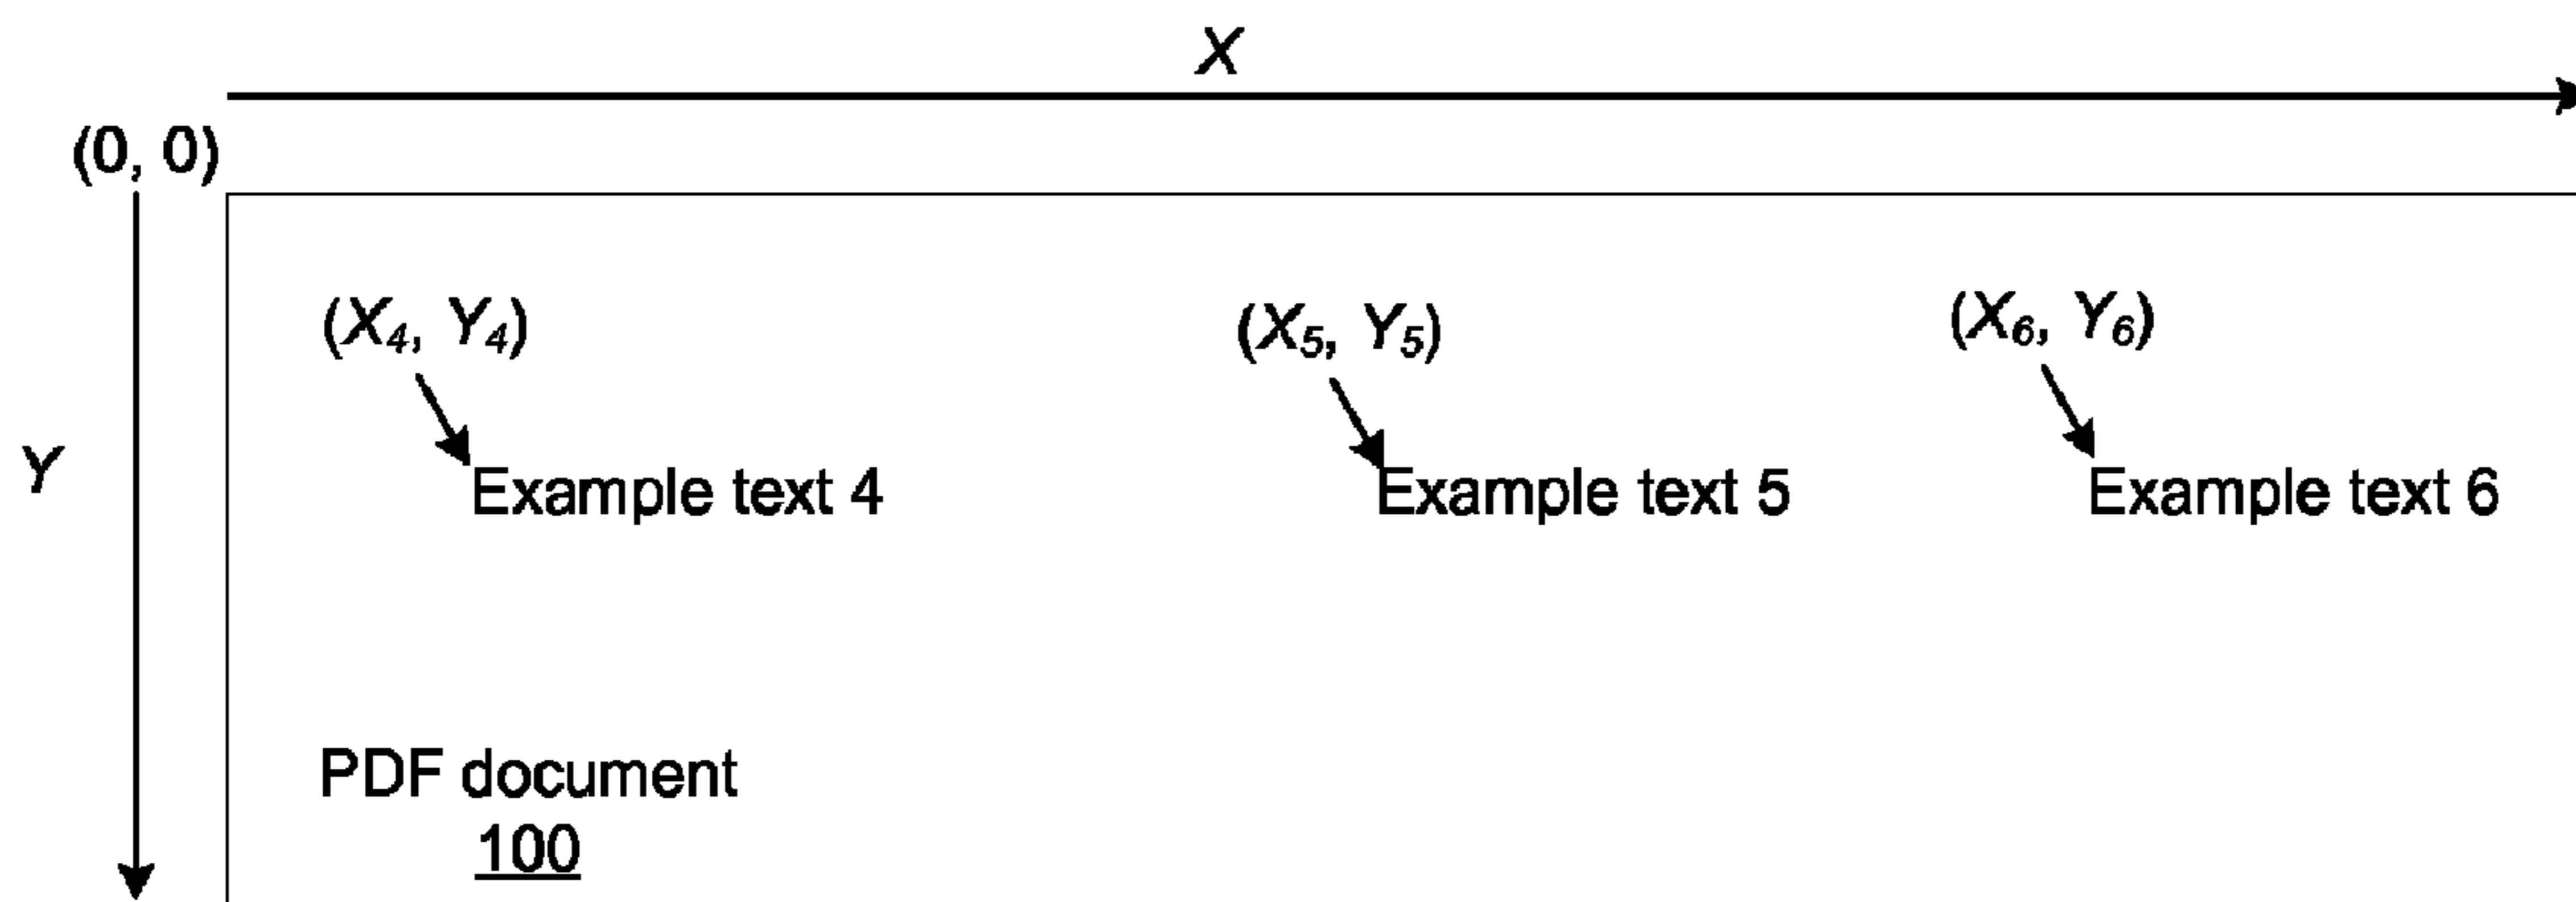 X
(0, 0)
(X4, Y4) (X5, Y5) (X6, Y6)
Y
Example text 4 Example text 5 Example text 6
PDF document
100